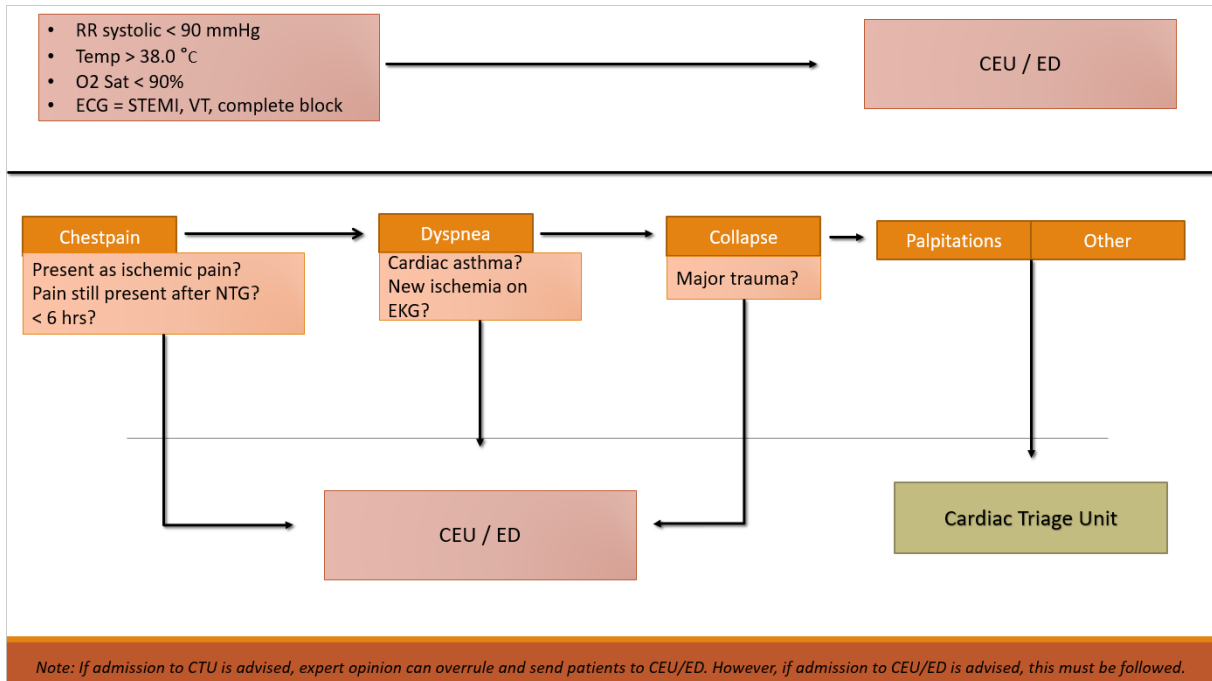 • RR systolic < 90 mmHg
• Temp > 38.0 °C
• O2 Sat < 90%
• ECG = STEMI, VT, complete block
CEU / ED
Chestpain
Present as ischemic pain?
Pain still present after NTG?
< 6 hrs?
Dyspnea
Cardiac asthma?
New ischemia on
EKG?
Collapse
Major trauma?
Palpitations
Other
CEU / ED
Cardiac Triage Unit
Note: If admission to CTU is advised, expert opinion can overrule and send patients to CEU/ED. However, if admission to CEU/ED is advised, this must be followed.